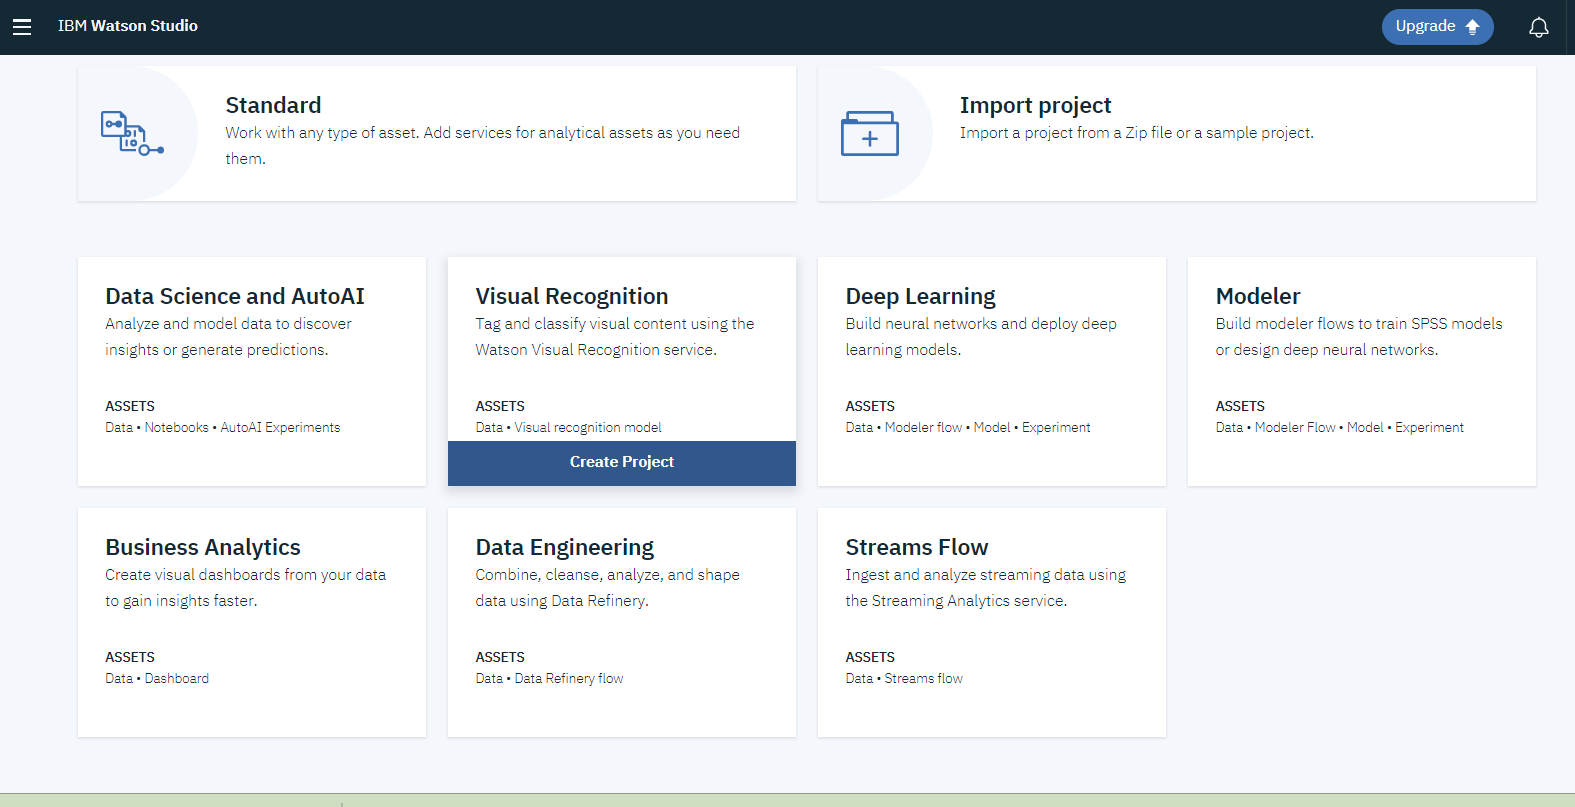 IBM Watson Studio
Upgrade
Standard
Work with any type of asset. Add services for analytical assets as you need
them.
Import project
Import a project from a Zip file or a sample project.
Data Science and AutoAI
Analyze and model data to discover
insights or generate predictions.
ASSETS
Data • Notebooks • AutoAI Experiments
Visual Recognition
Tag and classify visual content using the
Watson Visual Recognition service.
ASSETS
Data • Visual recognition model
Create Project
Deep Learning
Build neural networks and deploy deep
learning models.
ASSETS
Data • Modeler flow • Model • Experiment
Modeler
Build modeler flows to train SPSS models
or design deep neural networks.
ASSETS
Data • Modeler Flow • Model • Experiment
Business Analytics
Create visual dashboards from your data
to gain insights faster.
ASSETS
Data • Dashboard
Data Engineering
Combine, cleanse, analyze, and shape
data using Data Refinery.
ASSETS
Data • Data Refinery flow
Streams Flow
Ingest and analyze streaming data using
the Streaming Analytics service.
ASSETS
Data • Streams flow